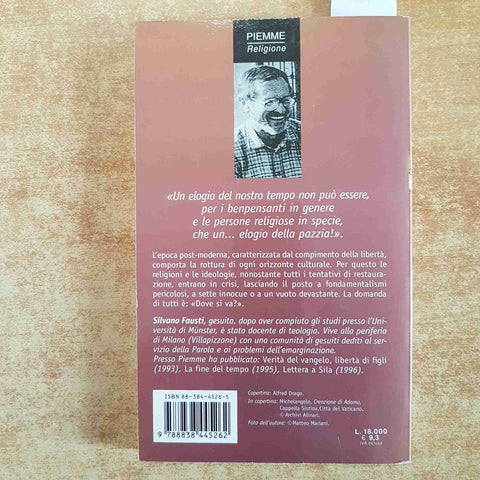 PIEMME
Religione
«Un elogio del nostro tempo non può essere,
per i benpensanti in genere
e le persone religiose in specie,
che un... elogio della pazzia!».
L'epoca post-moderna, caratterizzata dal compimento della libertà,
comporta la rottura di ogni orizzonte culturale. Per questo le
religioni e le ideologie, nonostante tutti i tentativi di restaura-
zione, entrano in crisi, lasciando il posto a fondamentalismi
pericolosi, a sette innocue o a un vuoto devastante. La domanda
di tutti è: «Dove si va?».
Silvano Fausti, gesuita, dopo aver compiuto gli studi presso l'Uni-
versità di Münster, è stato docente di teologia. Vive alla periferia
di Milano (Villapizzone) con una comunità di gesuiti dediti al ser-
vizio della Parola e ai problemi dell'emarginazione.
Presso Piemme ha pubblicato: Verità del vangelo, libertà di figli
(1993), La fine del tempo (1995), Lettera a Sila (1996).
ISBN 88-384-4526-5
9 788838 445262
Copertina: Alfred Drago.
In copertina: Michelangelo, Creazione di Adamo,
Cappella Sistina, Città del Vaticano.
© Archivi Alinari.
Foto dell'autore: ©Matteo Mariani.
L. 18.000
€ 9,3
IVA inclusa